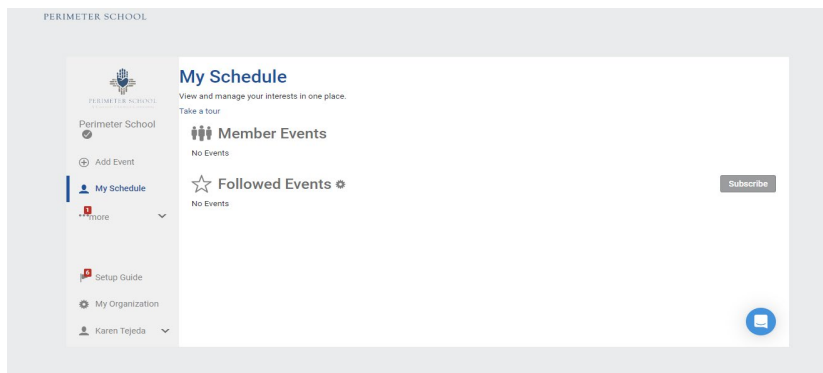 PERIMETER SCHOOL
PERIMETER SCHOOL
Perimeter School
Add Event
My Schedule
1
more
6
Setup Guide
My Organization
Karen Tejeda
My Schedule
View and manage your interests in one place.
Take a tour
Member Events
No Events
Followed Events
Subscribe
No Events